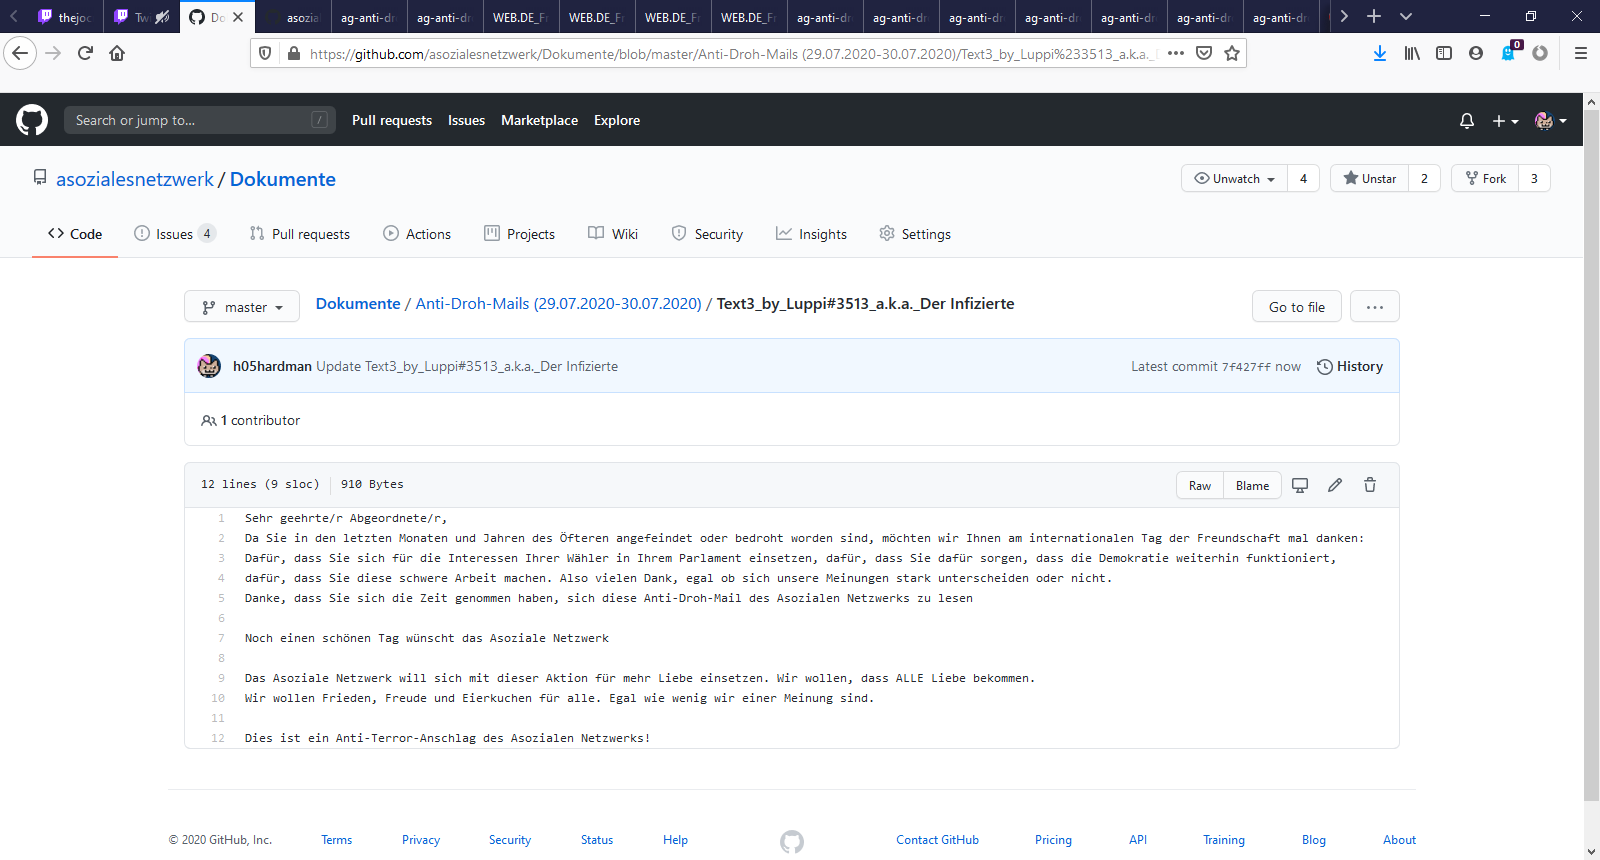 thejoc
Twi
Do
asozia
ag-anti-dro
ag-anti-dro
WEB.DE_Fr
WEB.DE_Fr
WEB.DE_Fr
WEB.DE_Fr
ag-anti-dro
ag-anti-dro
ag-anti-dro
ag-anti-dro
ag-anti-dro
ag-anti-dro
ag-anti-dro
https://github.com/asozialesnetzwerk/Dokumente/blob/master/Anti-Droh-Mails (29.07.2020-30.07.2020)/Text3_by_Luppi%233513_a.k.a._D
0
Search or jump to… /
Pull requests Issues Marketplace Explore
asozialesnetzwerk / Dokumente
Unwatch 4 Unstar 2 Fork 3
Code Issues 4 Pull requests Actions Projects Wiki Security Insights Settings
master Dokumente / Anti-Droh-Mails (29.07.2020-30.07.2020) / Text3_by_Luppi#3513_a.k.a._Der Infizierte Go to file ···
h05hardman Update Text3_by_Luppi#3513_a.k.a._Der Infizierte Latest commit 7f427ff now History
1 contributor
12 lines (9 sloc) 910 Bytes Raw Blame
1 Sehr geehrte/r Abgeordnete/r,
2 Da Sie in den letzten Monaten und Jahren des Öfteren angefeindet oder bedroht worden sind, möchten wir Ihnen am internationalen Tag der Freundschaft mal danken:
3 Dafür, dass Sie sich für die Interessen Ihrer Wähler in Ihrem Parlament einsetzen, dafür, dass Sie dafür sorgen, dass die Demokratie weiterhin funktioniert,
4 dafür, dass Sie diese schwere Arbeit machen. Also vielen Dank, egal ob sich unsere Meinungen stark unterscheiden oder nicht.
5 Danke, dass Sie sich die Zeit genommen haben, sich diese Anti-Droh-Mail des Asozialen Netzwerks zu lesen
6
7 Noch einen schönen Tag wünscht das Asoziale Netzwerk
8
9 Das Asoziale Netzwerk will sich mit dieser Aktion für mehr Liebe einsetzen. Wir wollen, dass ALLE Liebe bekommen.
10 Wir wollen Frieden, Freude und Eierkuchen für alle. Egal wie wenig wir einer Meinung sind.
11
12 Dies ist ein Anti-Terror-Anschlag des Asozialen Netzwerks!
© 2020 GitHub, Inc. Terms Privacy Security Status Help Contact GitHub Pricing API Training Blog About